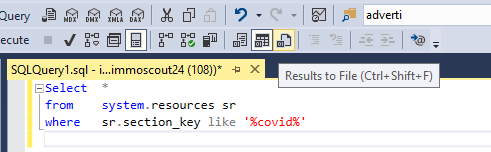 Query MDX DMX XMLA DAX adverti
ecute
SQLQuery1.sql - i...immoscout24 (108))*
Results to File (Ctrl+Shift+F)
Select *
from system.resources sr
where sr.section_key like '%covid%'